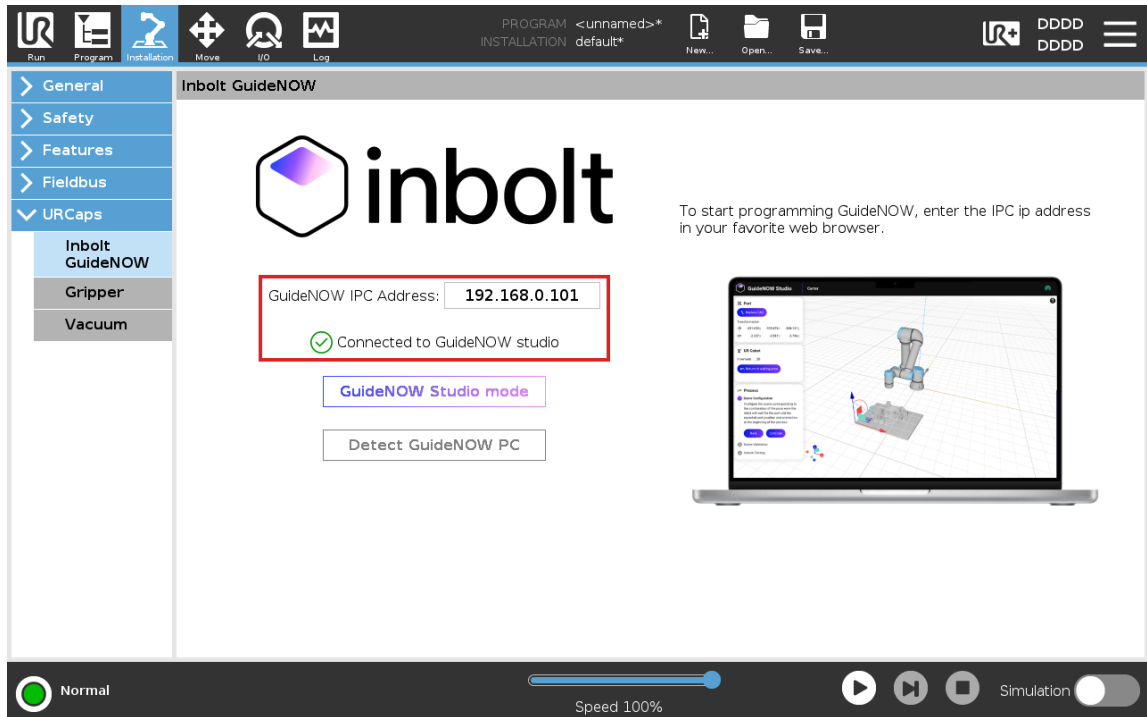 PROGRAM <unnamed>*
INSTALLATION default*
Run
Program
Installation
Move
I/O
Log
New...
Open...
Save...
UR+
DDDD
DDDD
General
Safety
Features
Fieldbus
URCaps
Inbolt
GuideNOW
Gripper
Vacuum
Inbolt GuideNOW
inbolt
GuideNOW IPC Address: 192.168.0.101
Connected to GuideNOW studio
GuideNOW Studio mode
Detect GuideNOW PC
To start programming GuideNOW, enter the IPC ip address
in your favorite web browser.
GuideNOW Studio
Normal
Speed 100%
Simulation